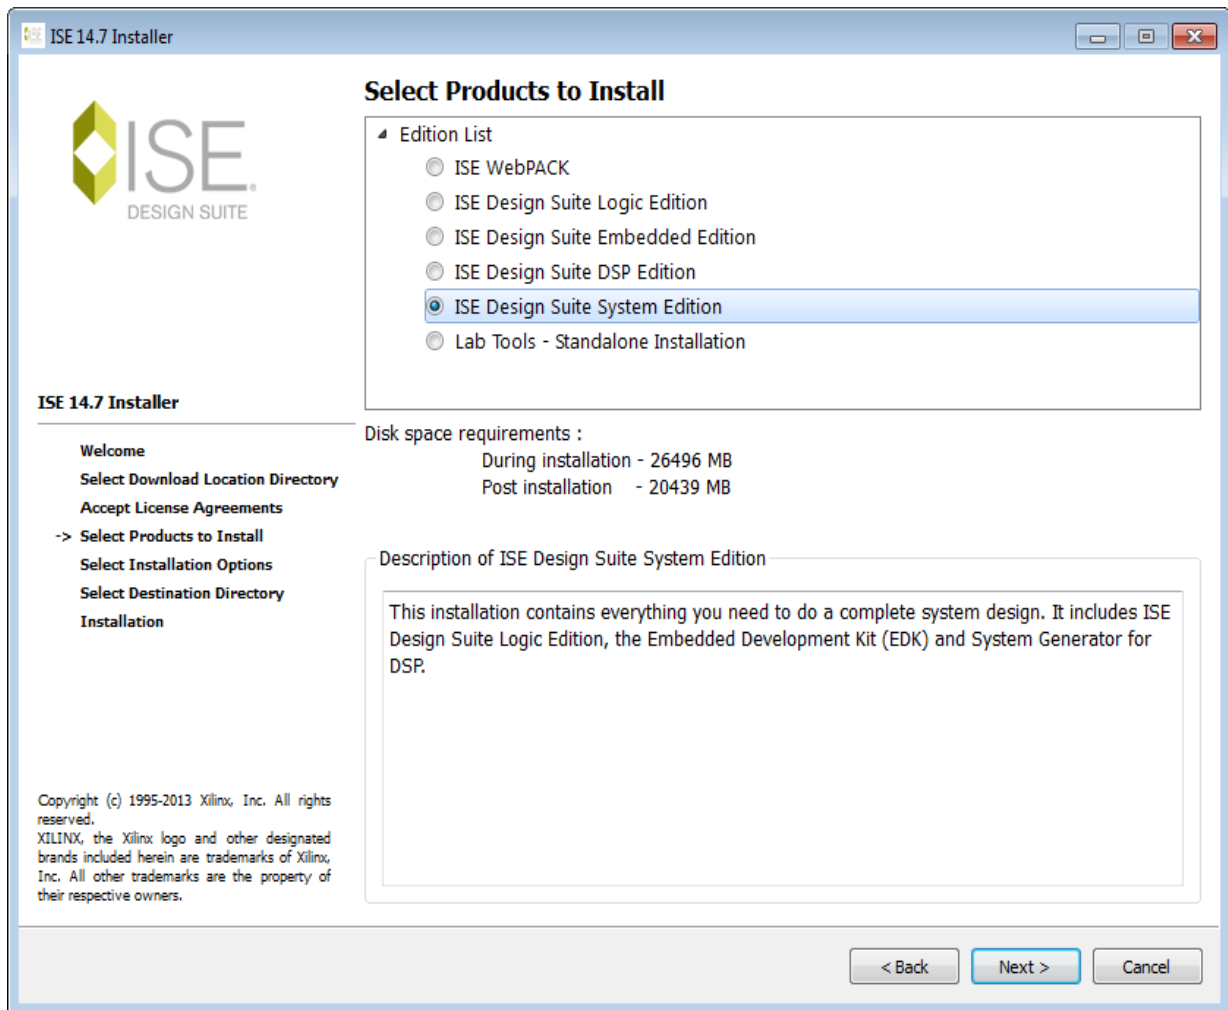 ISE 14.7 Installer
ISE®
DESIGN SUITE
ISE 14.7 Installer
Welcome
Select Download Location Directory
Accept License Agreements
-> Select Products to Install
Select Installation Options
Select Destination Directory
Installation
Copyright (c) 1995-2013 Xilinx, Inc. All rights
reserved.
XILINX, the Xilinx logo and other designated
brands included herein are trademarks of Xilinx,
Inc. All other trademarks are the property of
their respective owners.
Select Products to Install
Edition List
ISE WebPACK
ISE Design Suite Logic Edition
ISE Design Suite Embedded Edition
ISE Design Suite DSP Edition
ISE Design Suite System Edition
Lab Tools - Standalone Installation
Disk space requirements :
During installation - 26496 MB
Post installation - 20439 MB
Description of ISE Design Suite System Edition
This installation contains everything you need to do a complete system design. It includes ISE
Design Suite Logic Edition, the Embedded Development Kit (EDK) and System Generator for
DSP.
< Back
Next >
Cancel